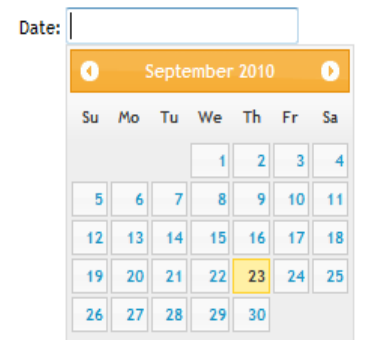 Date:
September 2010
Su Mo Tu We Th Fr Sa
1 2 3 4
5 6 7 8 9 10 11
12 13 14 15 16 17 18
19 20 21 22 23 24 25
26 27 28 29 30